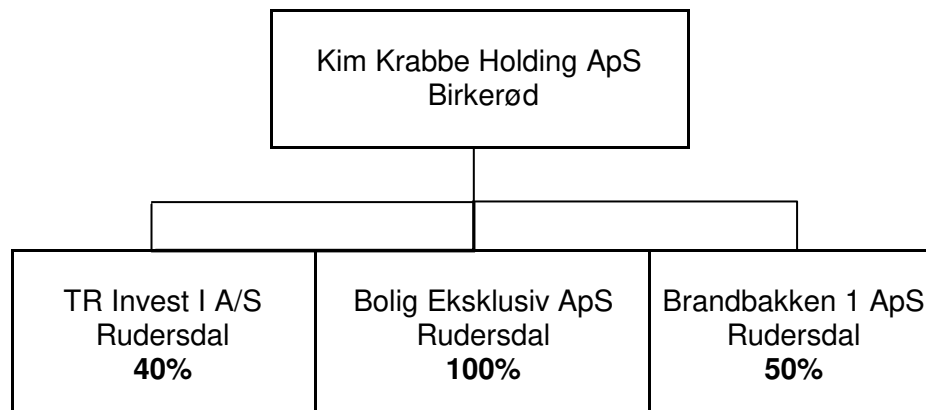 Kim Krabbe Holding ApS
Birkerød
TR Invest I A/S
Rudersdal
40%
Bolig Eksklusiv ApS
Rudersdal
100%
Brandbakken 1 ApS
Rudersdal
50%